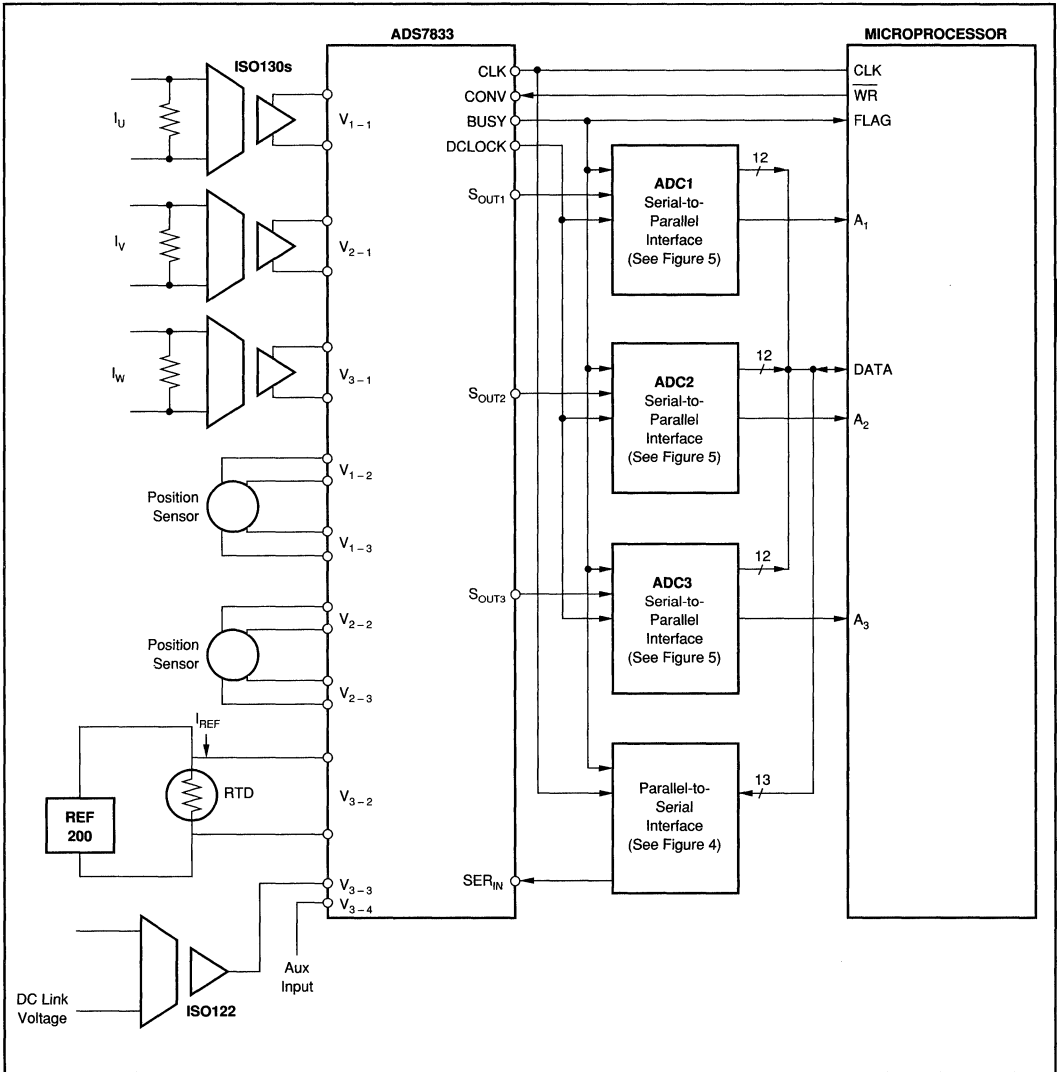 ADS7833
MICROPROCESSOR
ISO130s
I_U
V_1-1
I_V
V_2-1
I_W
V_3-1
Position
Sensor
V_1-2
V_1-3
Position
Sensor
V_2-2
V_2-3
I_REF
RTD
REF
200
V_3-2
V_3-3
V_3-4
Aux
Input
DC Link
Voltage
ISO122
CLK
CONV
BUSY
DCLOCK
S_OUT1
S_OUT2
S_OUT3
SER_IN
ADC1
Serial-to-
Parallel
Interface
(See Figure 5)
12
ADC2
Serial-to-
Parallel
Interface
(See Figure 5)
12
ADC3
Serial-to-
Parallel
Interface
(See Figure 5)
12
Parallel-to-
Serial
Interface
(See Figure 4)
13
CLK
W̅R̅
FLAG
A_1
DATA
A_2
A_3